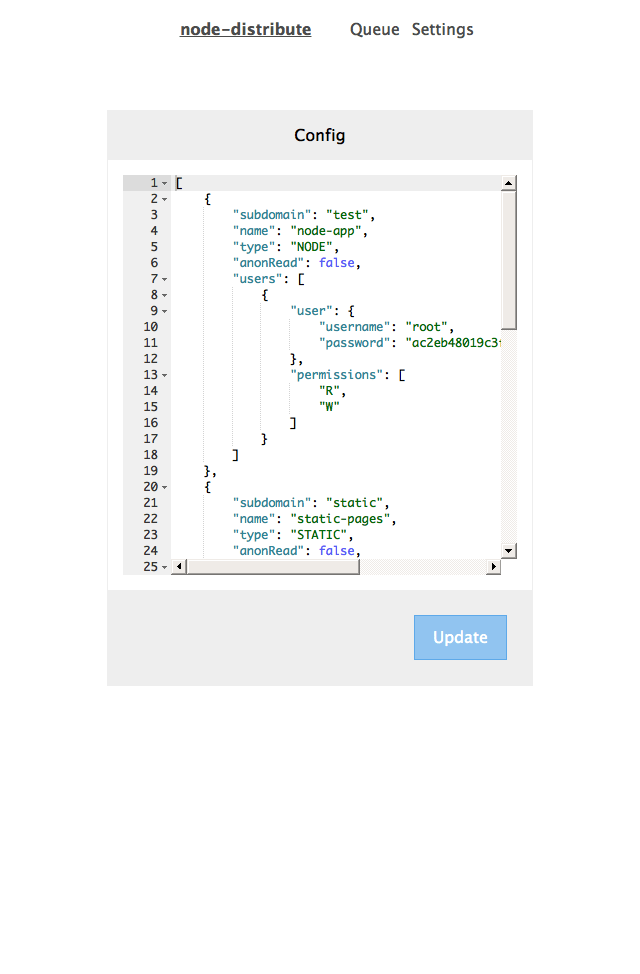 node-distribute Queue Settings
Config
1 [
2 {
3 "subdomain": "test",
4 "name": "node-app",
5 "type": "NODE",
6 "anonRead": false,
7 "users": [
8 {
9 "user": {
10 "username": "root",
11 "password": "ac2eb48019c3
12 },
13 "permissions": [
14 "R",
15 "W"
16 ]
17 }
18 ]
19 },
20 {
21 "subdomain": "static",
22 "name": "static-pages",
23 "type": "STATIC",
24 "anonRead": false,
25
Update